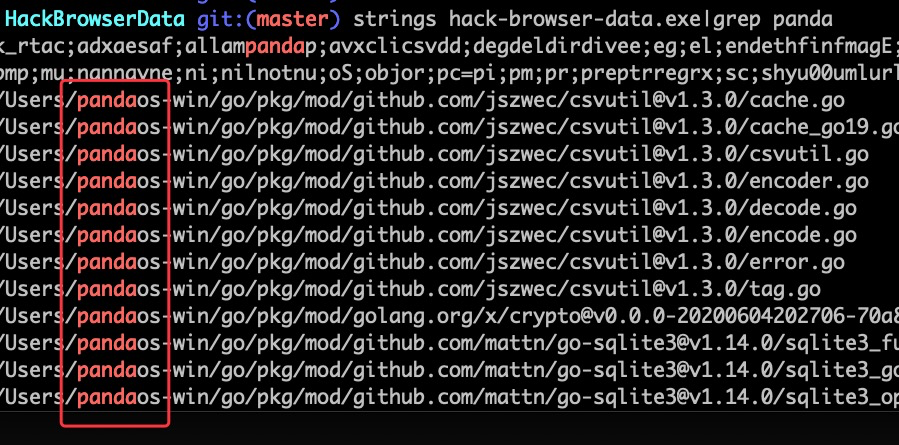 HackBrowserData git:(master) strings hack-browser-data.exe|grep panda
k_rtac;adxaesaf;allampandap;avxclicsvdd;degdeldirdivee;eg;el;endethfinfmagE;
omp;mu;nannayne;ni;nilnotnu;oS;objor;pc=pi;pm;pr;preptrregrx;sc;shyu00umlurl
/Users/pandaos-win/go/pkg/mod/github.com/jszwec/csvutil@v1.3.0/cache.go
/Users/pandaos-win/go/pkg/mod/github.com/jszwec/csvutil@v1.3.0/cache_go19.go
/Users/pandaos-win/go/pkg/mod/github.com/jszwec/csvutil@v1.3.0/csvutil.go
/Users/pandaos-win/go/pkg/mod/github.com/jszwec/csvutil@v1.3.0/encoder.go
/Users/pandaos-win/go/pkg/mod/github.com/jszwec/csvutil@v1.3.0/decode.go
/Users/pandaos-win/go/pkg/mod/github.com/jszwec/csvutil@v1.3.0/encode.go
/Users/pandaos-win/go/pkg/mod/github.com/jszwec/csvutil@v1.3.0/error.go
/Users/pandaos-win/go/pkg/mod/github.com/jszwec/csvutil@v1.3.0/tag.go
/Users/pandaos-win/go/pkg/mod/golang.org/x/crypto@v0.0.0-20200604202706-70a8
/Users/pandaos-win/go/pkg/mod/github.com/mattn/go-sqlite3@v1.14.0/sqlite3_fu
/Users/pandaos-win/go/pkg/mod/github.com/mattn/go-sqlite3@v1.14.0/sqlite3_go
/Users/pandaos-win/go/pkg/mod/github.com/mattn/go-sqlite3@v1.14.0/sqlite3_op